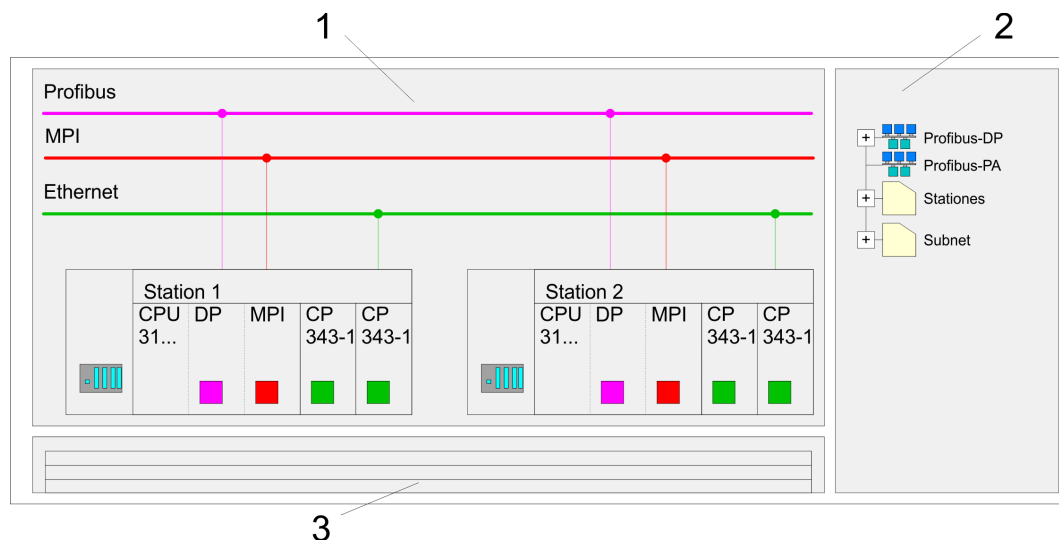 1
2
Profibus
MPI
Ethernet
Station 1
CPU 31...
DP
MPI
CP 343-1
CP 343-1
Station 2
CPU 31...
DP
MPI
CP 343-1
CP 343-1
Profibus-DP
Profibus-PA
Stationes
Subnet
3